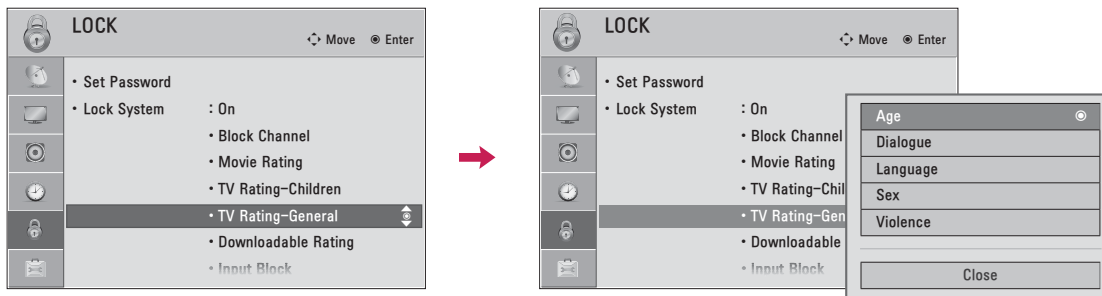 LOCK
Move Enter
• Set Password
• Lock System : On
• Block Channel
• Movie Rating
• TV Rating-Children
• TV Rating-General
• Downloadable Rating
• Input Block
LOCK
Move Enter
• Set Password
• Lock System : On
• Block Channel
• Movie Rating
• TV Rating-Chil
• TV Rating-Gen
• Downloadable
• Input Block
Age
Dialogue
Language
Sex
Violence
Close